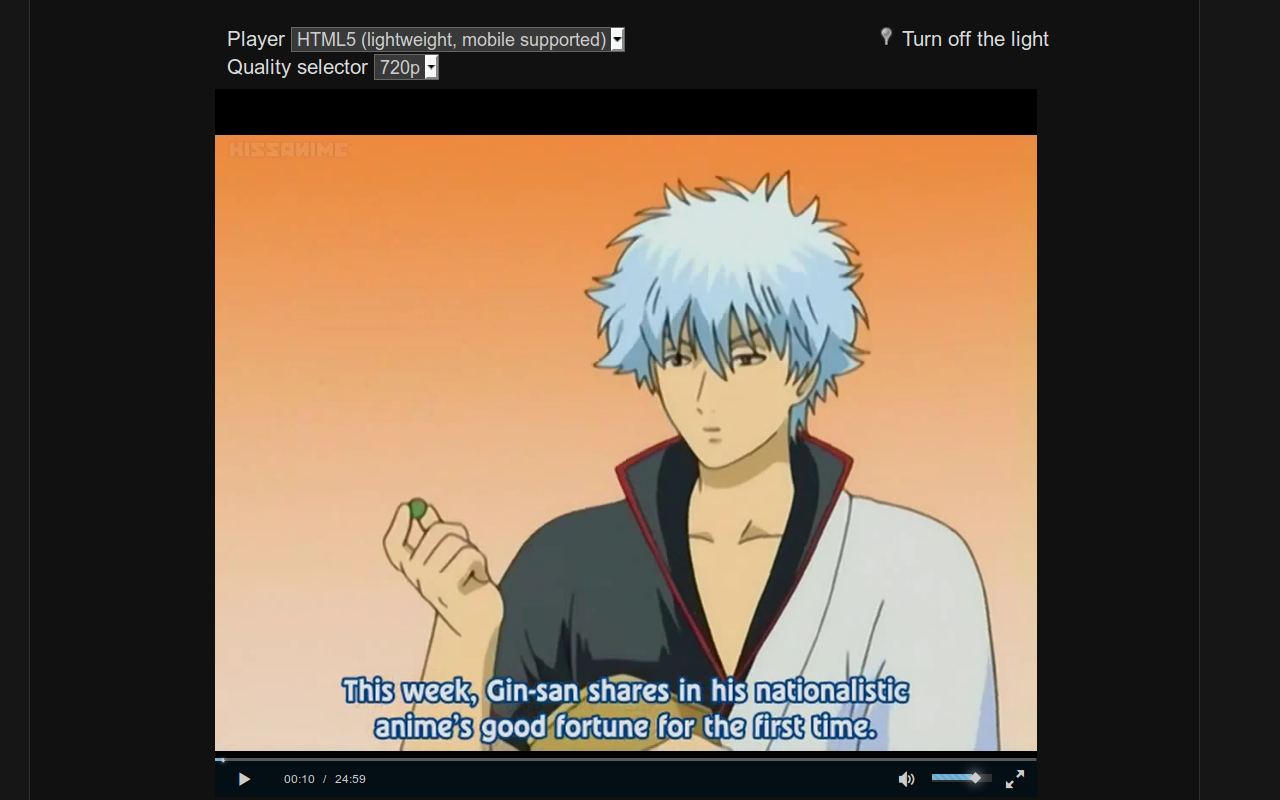 Player HTML5 (lightweight, mobile supported)
Turn off the light
Quality selector 720p
KISSANIME
This week, Gin-san shares in his nationalistic
anime's good fortune for the first time.
00:10 / 24:59